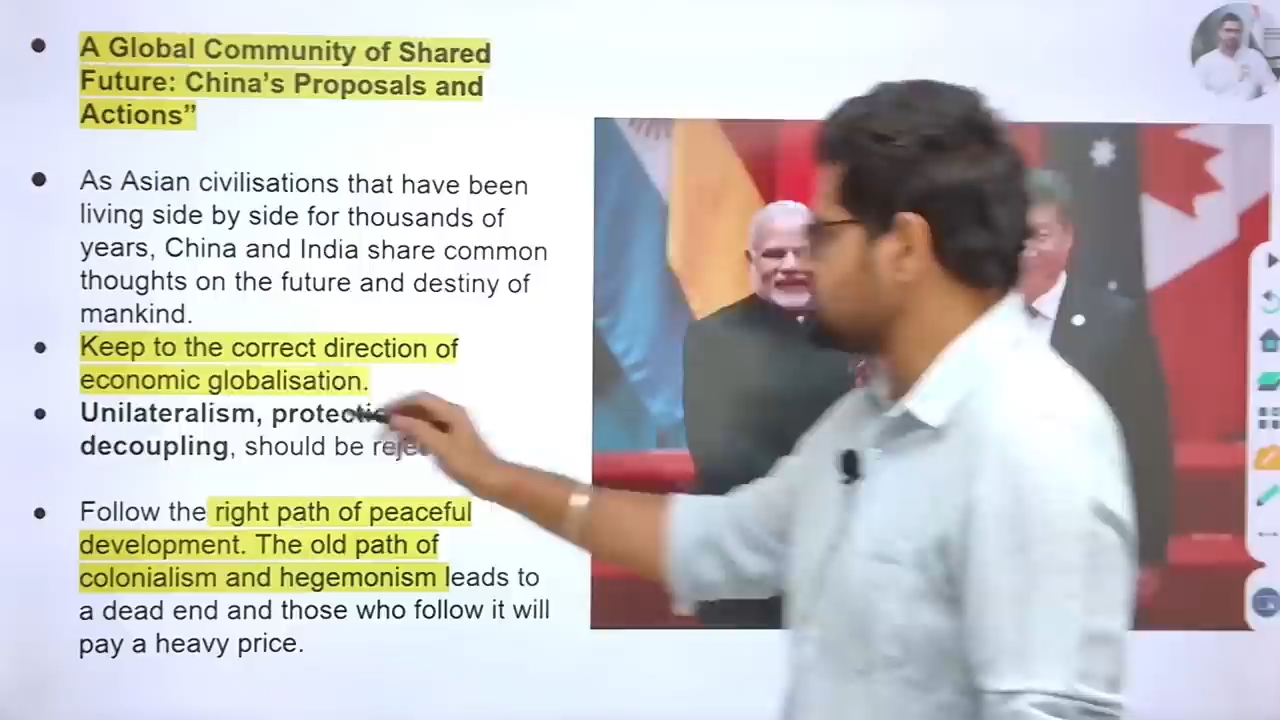 A Global Community of Shared
Future: China's Proposals and
Actions”
As Asian civilisations that have been
living side by side for thousands of
years, China and India share common
thoughts on the future and destiny of
mankind.
Keep to the correct direction of
economic globalisation.
Unilateralism,
decoupling, should be
Follow the right path of peaceful
development. The old path of
colonialism and hegemonism leads to
a dead end and those who follow it will
pay a heavy price.